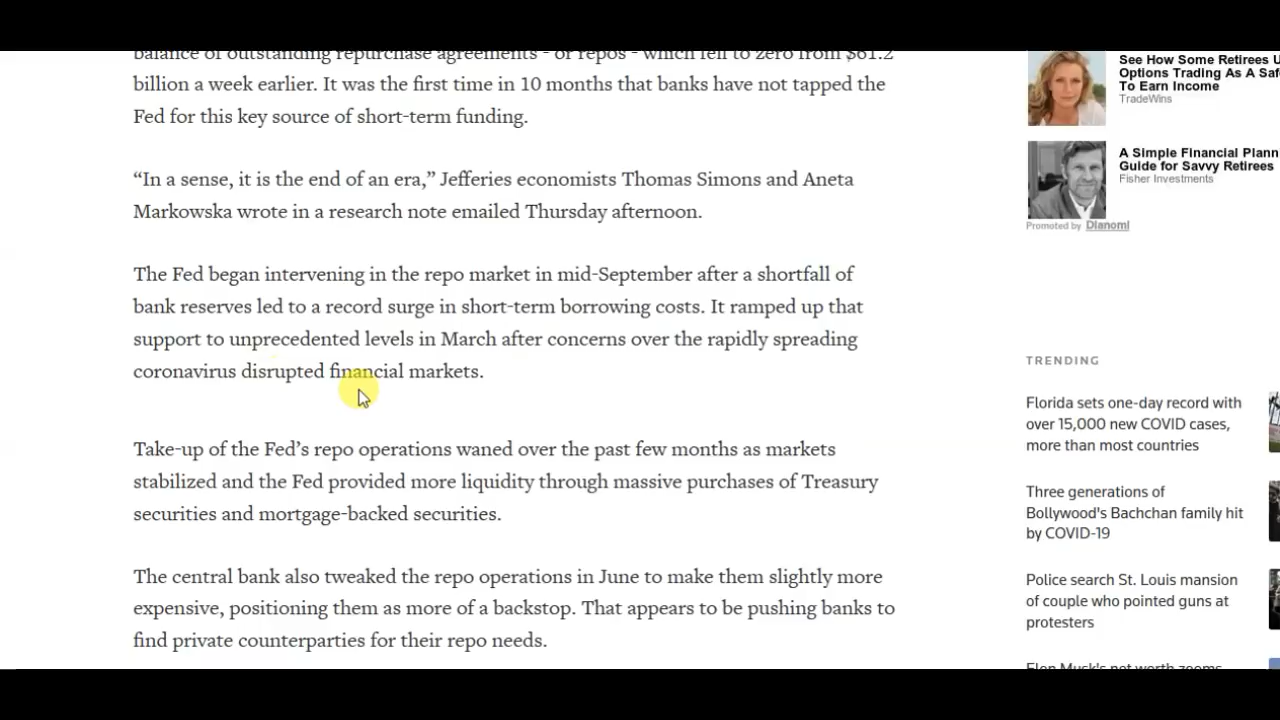 balance of outstanding repurchase agreements - or repos - which fell to zero from $61.2
billion a week earlier. It was the first time in 10 months that banks have not tapped the
Fed for this key source of short-term funding.
“In a sense, it is the end of an era,” Jefferies economists Thomas Simons and Aneta
Markowska wrote in a research note emailed Thursday afternoon.
The Fed began intervening in the repo market in mid-September after a shortfall of
bank reserves led to a record surge in short-term borrowing costs. It ramped up that
support to unprecedented levels in March after concerns over the rapidly spreading
coronavirus disrupted financial markets.
Take-up of the Fed’s repo operations waned over the past few months as markets
stabilized and the Fed provided more liquidity through massive purchases of Treasury
securities and mortgage-backed securities.
The central bank also tweaked the repo operations in June to make them slightly more
expensive, positioning them as more of a backstop. That appears to be pushing banks to
find private counterparties for their repo needs.
See How Some Retirees U
Options Trading As A Saf
To Earn Income
TradeWins
A Simple Financial Plann
Guide for Savvy Retirees
Fisher Investments
Promoted by Dianomi
TRENDING
Florida sets one-day record with
over 15,000 new COVID cases,
more than most countries
Three generations of
Bollywood's Bachchan family hit
by COVID-19
Police search St. Louis mansion
of couple who pointed guns at
protesters
Elon Musk's net worth zooms